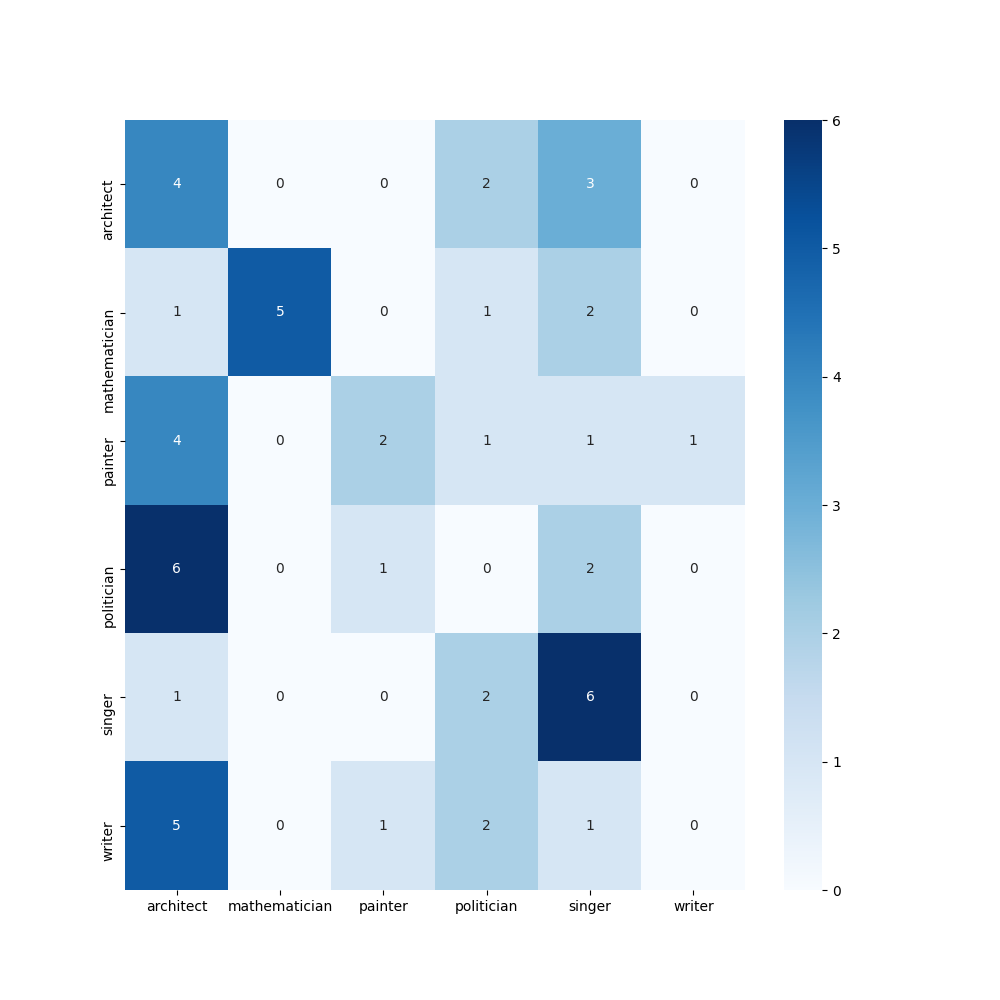 architect 4 0 0 2 3 0
mathematician 1 5 0 1 2 0
painter 4 0 2 1 1 1
politician 6 0 1 0 2 0
singer 1 0 0 2 6 0
writer 5 0 1 2 1 0
architect mathematician painter politician singer writer
6
5
4
3
2
1
0